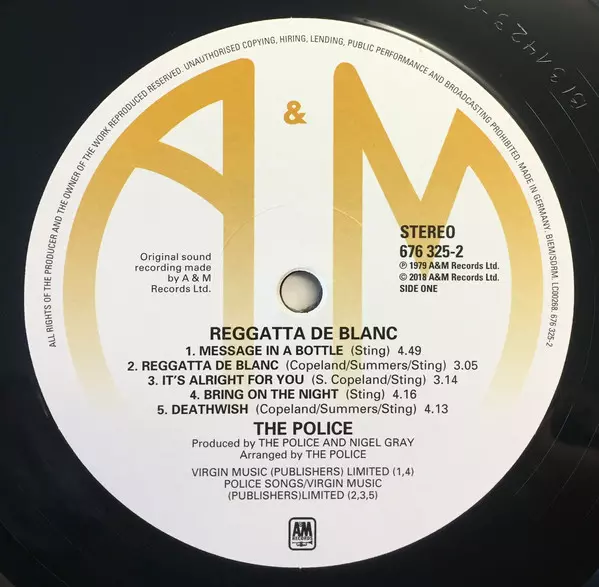 ALL RIGHTS OF THE PRODUCER AND THE OWNER OF THE WORK REPRODUCED RESERVED. UNAUTHORISED COPYING, HIRING, LENDING, PUBLIC PERFORMANCE AND BROADCASTING PROHIBITED. MADE IN GERMANY. BIEM/SDRM. LC00268. 676 325-2
A & M
STEREO
676 325-2
Ⓟ 1979 A&M Records Ltd.
© 2018 A&M Records Ltd.
SIDE ONE
Original sound
recording made
by A & M
Records Ltd.
REGGATTA DE BLANC
1. MESSAGE IN A BOTTLE (Sting) 4.49
2. REGGATTA DE BLANC (Copeland/Summers/Sting) 3.05
3. IT'S ALRIGHT FOR YOU (S. Copeland/Sting) 3.14
4. BRING ON THE NIGHT (Sting) 4.16
5. DEATHWISH (Copeland/Summers/Sting) 4.13
THE POLICE
Produced by THE POLICE AND NIGEL GRAY
Arranged by THE POLICE
VIRGIN MUSIC (PUBLISHERS) LIMITED (1,4)
POLICE SONGS/VIRGIN MUSIC
(PUBLISHERS)LIMITED (2,3,5)
A&M
RECORDS